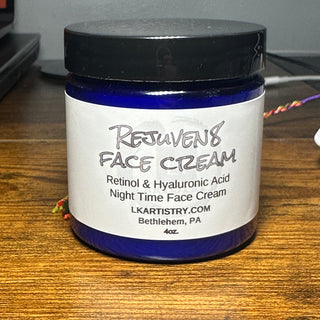 REJUVEN8
FACE CREAM
Retinol & Hyaluronic Acid
Night Time Face Cream
LKARTISTRY.COM
Bethlehem, PA
4oz.